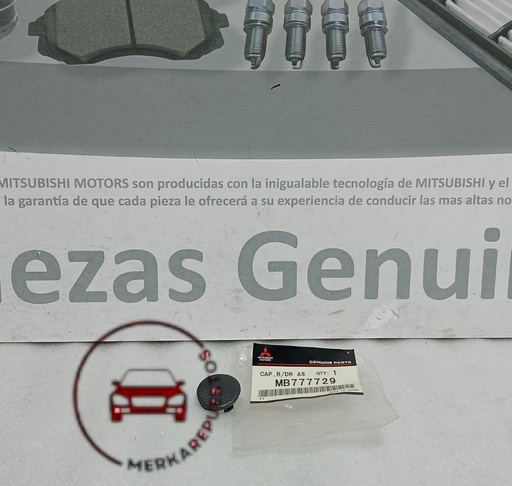 MITSUBISHI MOTORS son producidas con la inigualable tecnología de MITSUBISHI y el
la garantía de que cada pieza le ofrecerá a su experiencia de conducir las mas altas no
ezas Genui
MITSUBISHI MOTORS
GENUINE PARTS
CAP,R/DR AS QTY: 1
MB777729
MERKAREPUESTOS